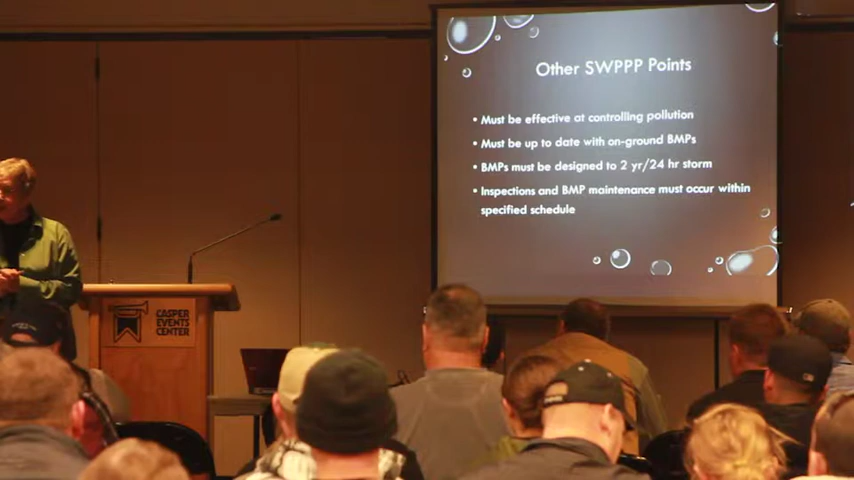 Other SWPPP Points
• Must be effective at controlling pollution
• Must be up to date with on-ground BMPs
• BMPs must be designed to 2 yr/24 hr storm
• Inspections and BMP maintenance must occur within
specified schedule
CASPER
EVENTS
CENTER